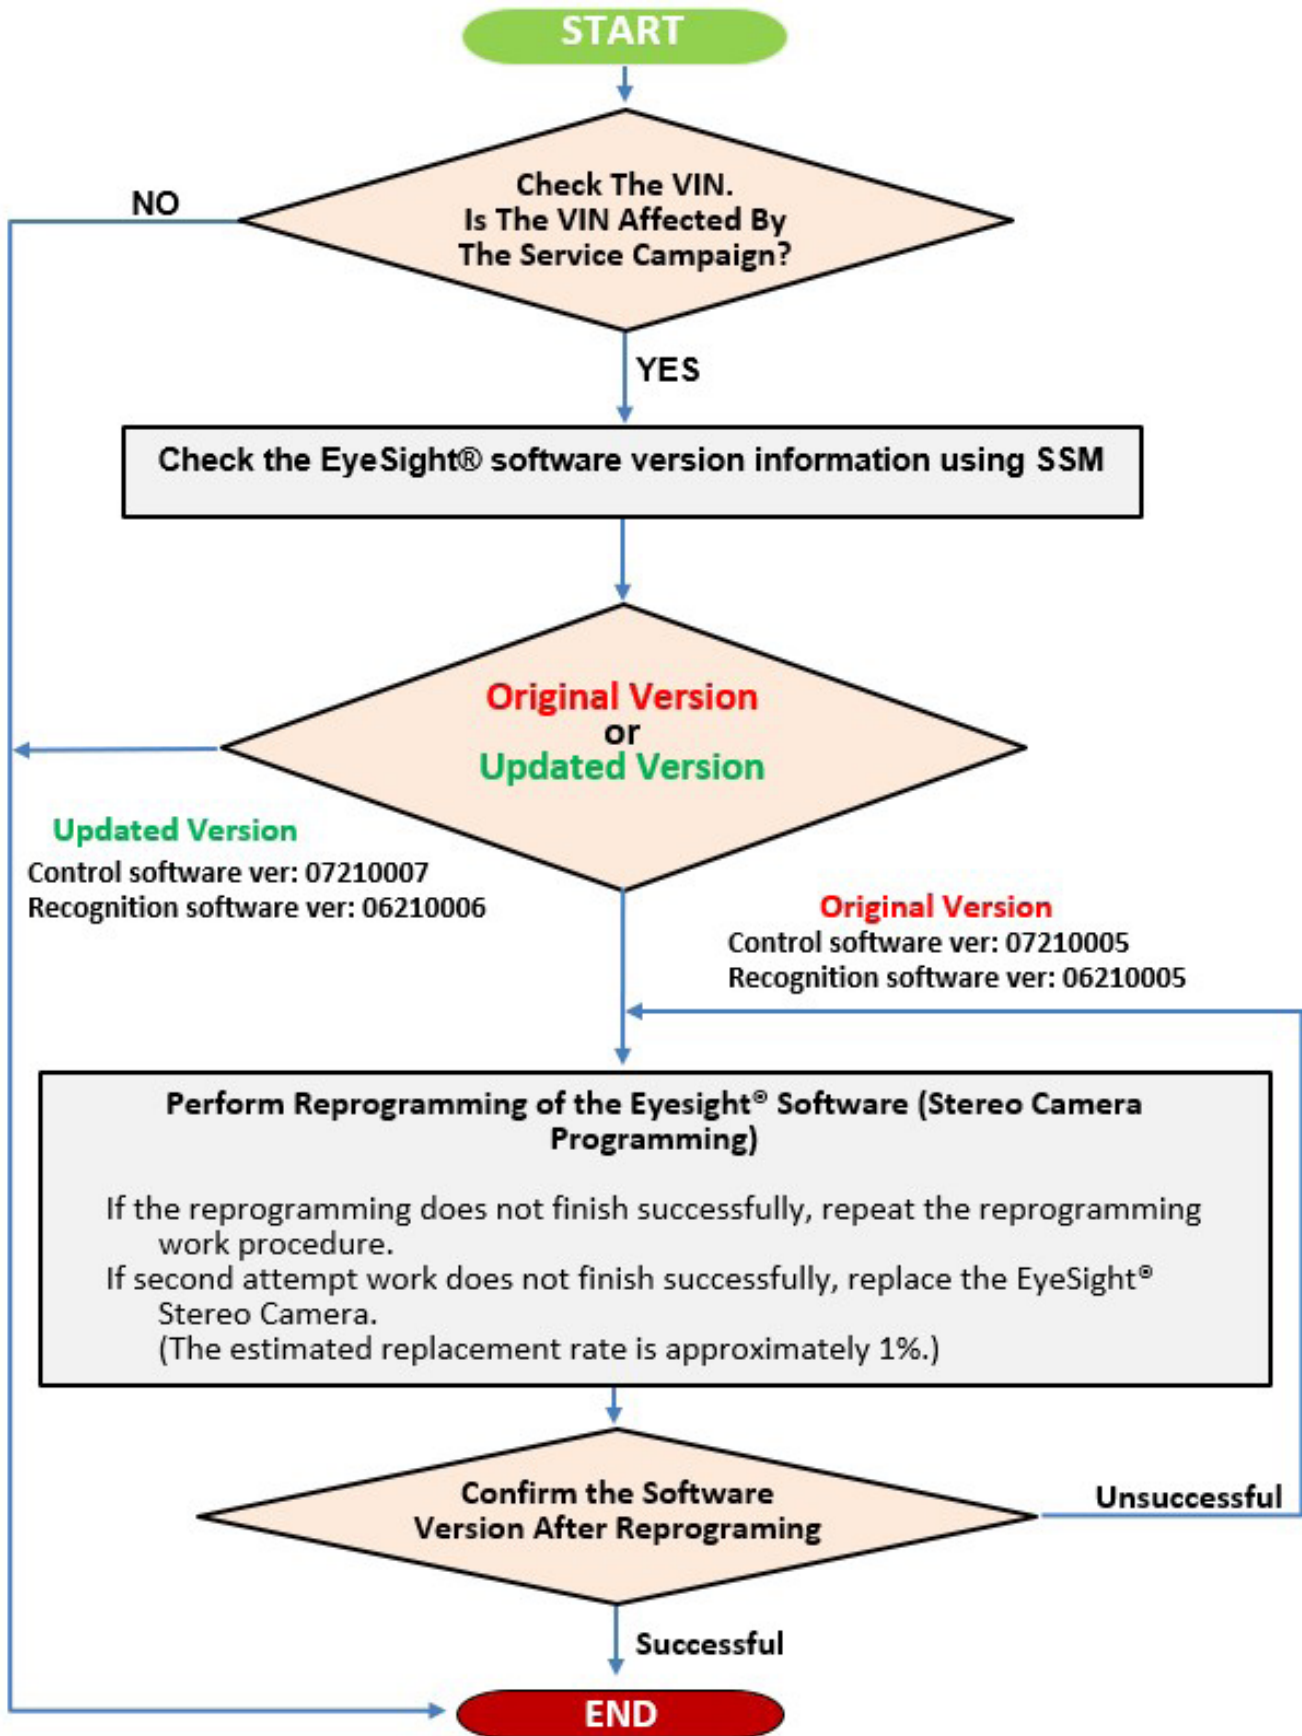 START
Check The VIN.
Is The VIN Affected By
The Service Campaign?
NO
YES
Check the EyeSight® software version information using SSM
Original Version
or
Updated Version
Updated Version
Control software ver: 07210007
Recognition software ver: 06210006
Original Version
Control software ver: 07210005
Recognition software ver: 06210005
Perform Reprogramming of the Eyesight® Software (Stereo Camera
Programming)
If the reprogramming does not finish successfully, repeat the reprogramming
work procedure.
If second attempt work does not finish successfully, replace the EyeSight®
Stereo Camera.
(The estimated replacement rate is approximately 1%.)
Confirm the Software
Version After Reprograming
Unsuccessful
Successful
END